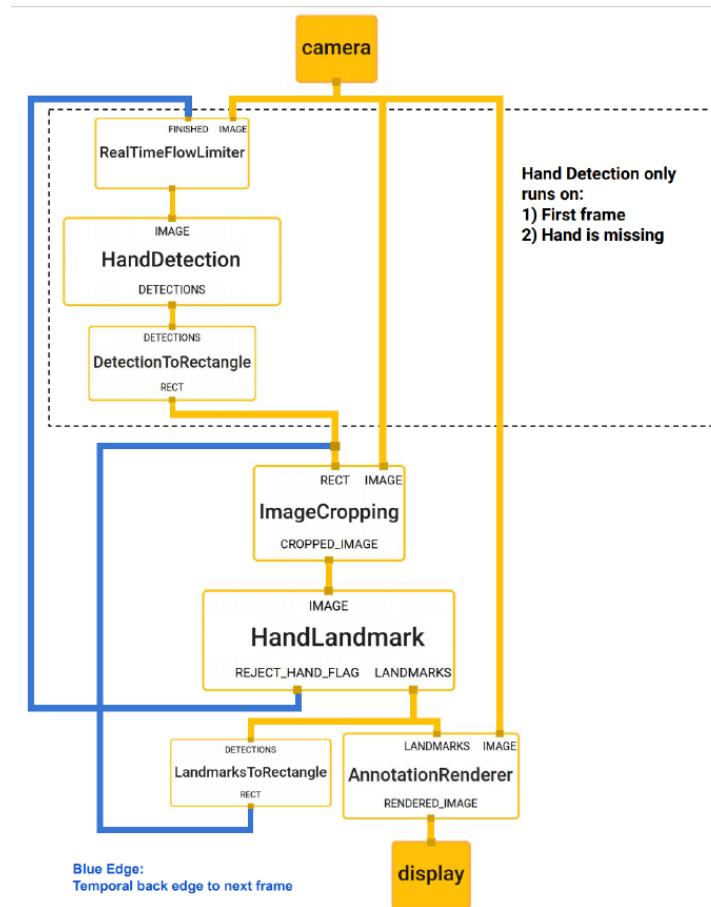 camera
FINISHED IMAGE
RealTimeFlowLimiter
Hand Detection only
runs on:
1) First frame
2) Hand is missing
IMAGE
HandDetection
DETECTIONS
DETECTIONS
DetectionToRectangle
RECT
RECT IMAGE
ImageCropping
CROPPED_IMAGE
IMAGE
HandLandmark
REJECT_HAND_FLAG LANDMARKS
DETECTIONS
LandmarksToRectangle
RECT
LANDMARKS IMAGE
AnnotationRenderer
RENDERED_IMAGE
display
Blue Edge:
Temporal back edge to next frame